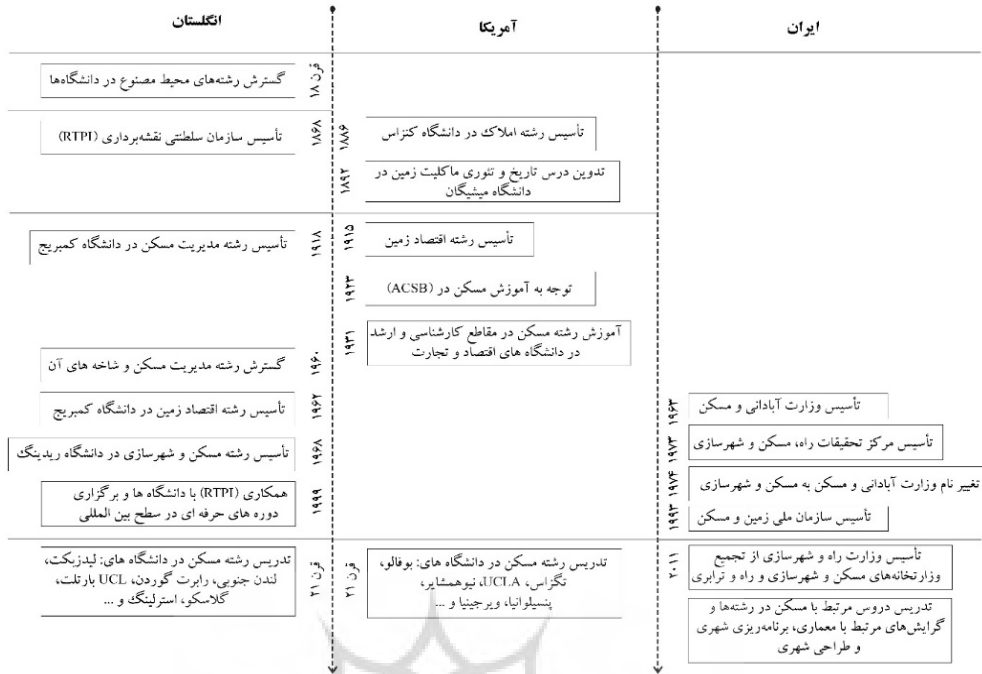 ایران
آمریکا
انگلستان
۱۹۶۳
تأسیس وزارت آبادانی و مسکن
۱۹۷۳
تأسیس مرکز تحقیقات راه، مسکن و شهرسازی
۱۹۷۴
تغییر نام وزارت آبادانی و مسکن به مسکن و شهرسازی
۱۹۹۳
تأسیس سازمان ملی زمین و مسکن
۲۰۱۱
تأسیس وزارت راه و شهرسازی از تجمیع
وزارتخانه‌های مسکن و شهرسازی و راه و ترابری
تدریس دروس مرتبط با مسکن در رشته‌ها و
گرایش‌های مرتبط با معماری، برنامه‌ریزی شهری
و طراحی شهری
۱۸۸۶
تأسیس رشته املاک در دانشگاه کنزاس
۱۸۹۲
تدوین درس تاریخ و تئوری ماکلیت زمین در
دانشگاه میشیگان
۱۹۱۵
تأسیس رشته اقتصاد زمین
۱۹۲۳
توجه به آموزش مسکن در (ACSB)
۱۹۳۱
آموزش رشته مسکن در مقاطع کارشناسی و ارشد
در دانشگاه های اقتصاد و تجارت
قرن ۲۱
تدریس رشته مسکن در دانشگاه های: بوفالو،
تگزاس، UCLA، نیوهمشایر،
پنسیلوانیا، ویرجینیا و ...
قرن ۱۸
گسترش رشته‌های محیط مصنوع در دانشگاه‌ها
۱۸۶۸
تأسیس سازمان سلطنتی نقشه‌برداری (RTPI)
۱۹۱۸
تأسیس رشته مدیریت مسکن در دانشگاه کمبریج
۱۹۶۰
گسترش رشته مدیریت مسکن و شاخه های آن
۱۹۶۲
تأسیس رشته اقتصاد زمین در دانشگاه کمبریج
۱۹۶۸
تأسیس رشته مسکن و شهرسازی در دانشگاه ریدینگ
۱۹۹۹
همکاری (RTPI) با دانشگاه ها و برگزاری
دوره های حرفه ای در سطح بین المللی
قرن ۲۱
تدریس رشته مسکن در دانشگاه های: لیدزبکت،
لندن جنوبی، رابرت گوردن، UCL بارتلت،
گلاسکو، استرلینگ و ...